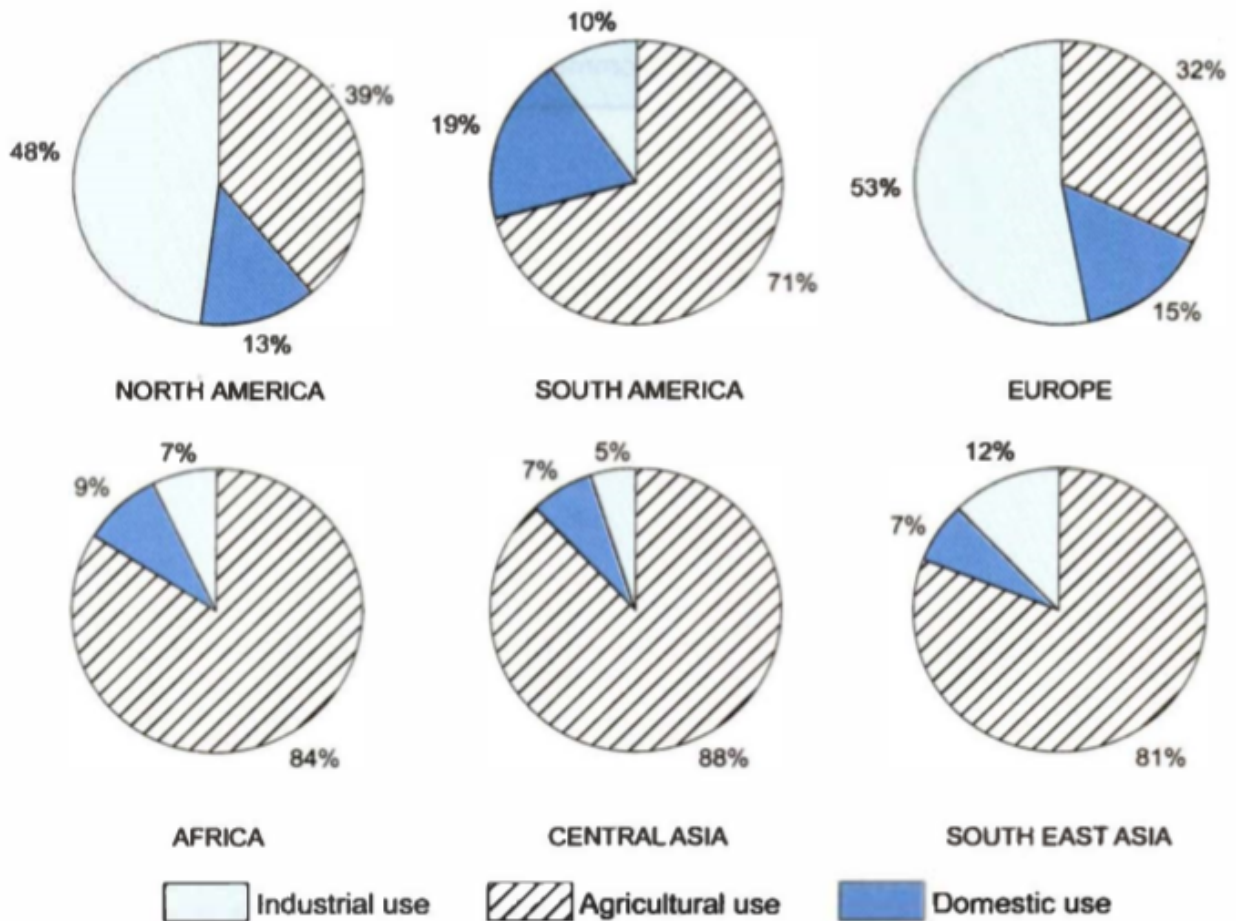 10%
39%
32%
48%
19%
53%
71%
15%
13%
NORTH AMERICA
SOUTH AMERICA
EUROPE
7%
5%
12%
9%
7%
7%
84%
88%
81%
AFRICA
CENTRAL ASIA
SOUTH EAST ASIA
Industrial use
Agricultural use
Domestic use